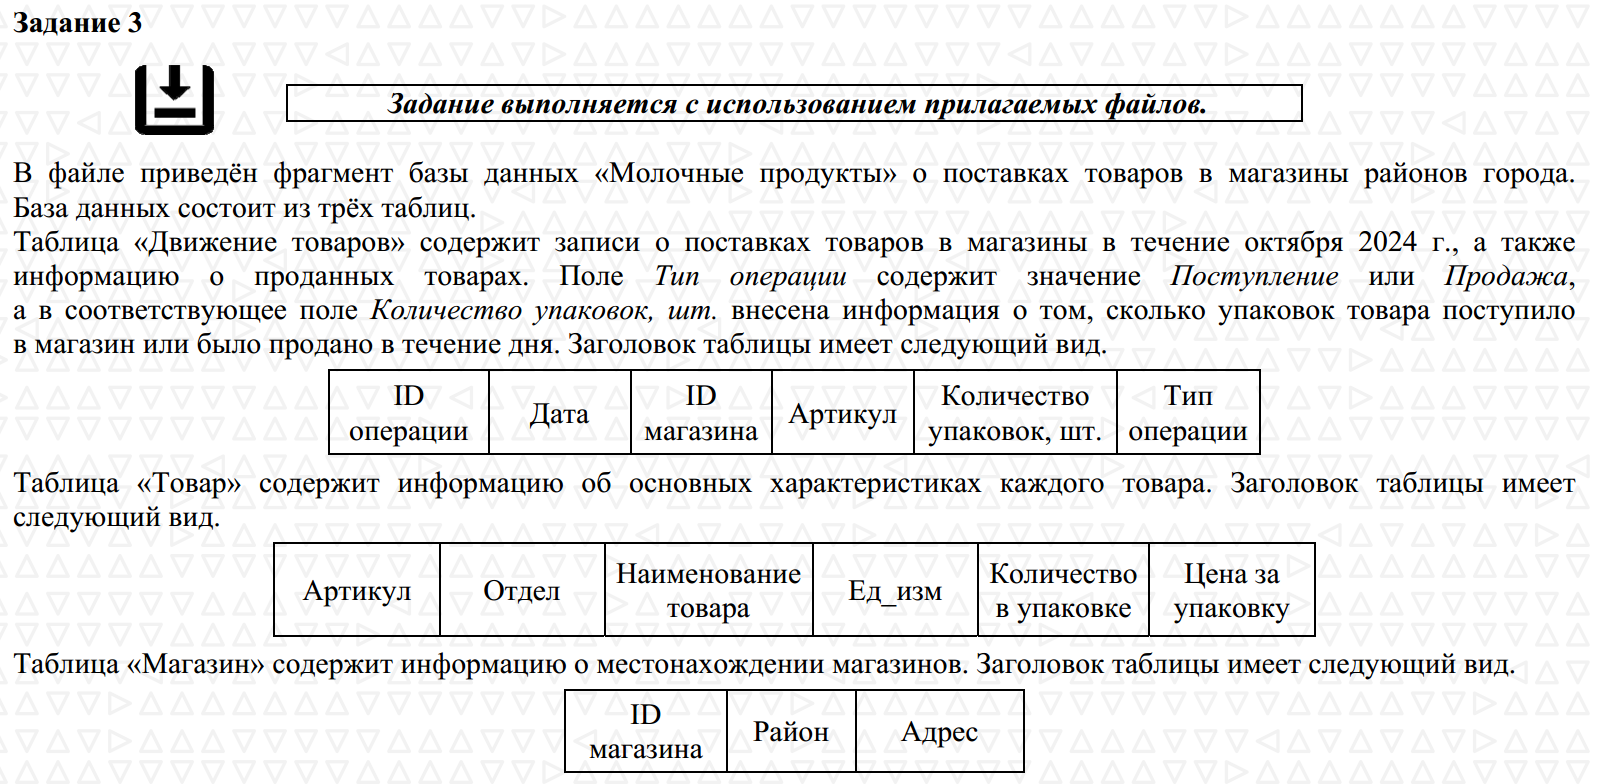 Задание 3
Задание выполняется с использованием прилагаемых файлов.
В файле приведён фрагмент базы данных «Молочные продукты» о поставках товаров в магазины районов города.
База данных состоит из трёх таблиц.
Таблица «Движение товаров» содержит записи о поставках товаров в магазины в течение октября 2024 г., а также
информацию о проданных товарах. Поле Тип операции содержит значение Поступление или Продажа,
а в соответствующее поле Количество упаковок, шт. внесена информация о том, сколько упаковок товара поступило
в магазин или было продано в течение дня. Заголовок таблицы имеет следующий вид.
ID операции | Дата | ID магазина | Артикул | Количество упаковок, шт. | Тип операции
Таблица «Товар» содержит информацию об основных характеристиках каждого товара. Заголовок таблицы имеет
следующий вид.
Артикул | Отдел | Наименование товара | Ед_изм | Количество в упаковке | Цена за упаковку
Таблица «Магазин» содержит информацию о местонахождении магазинов. Заголовок таблицы имеет следующий вид.
ID магазина | Район | Адрес